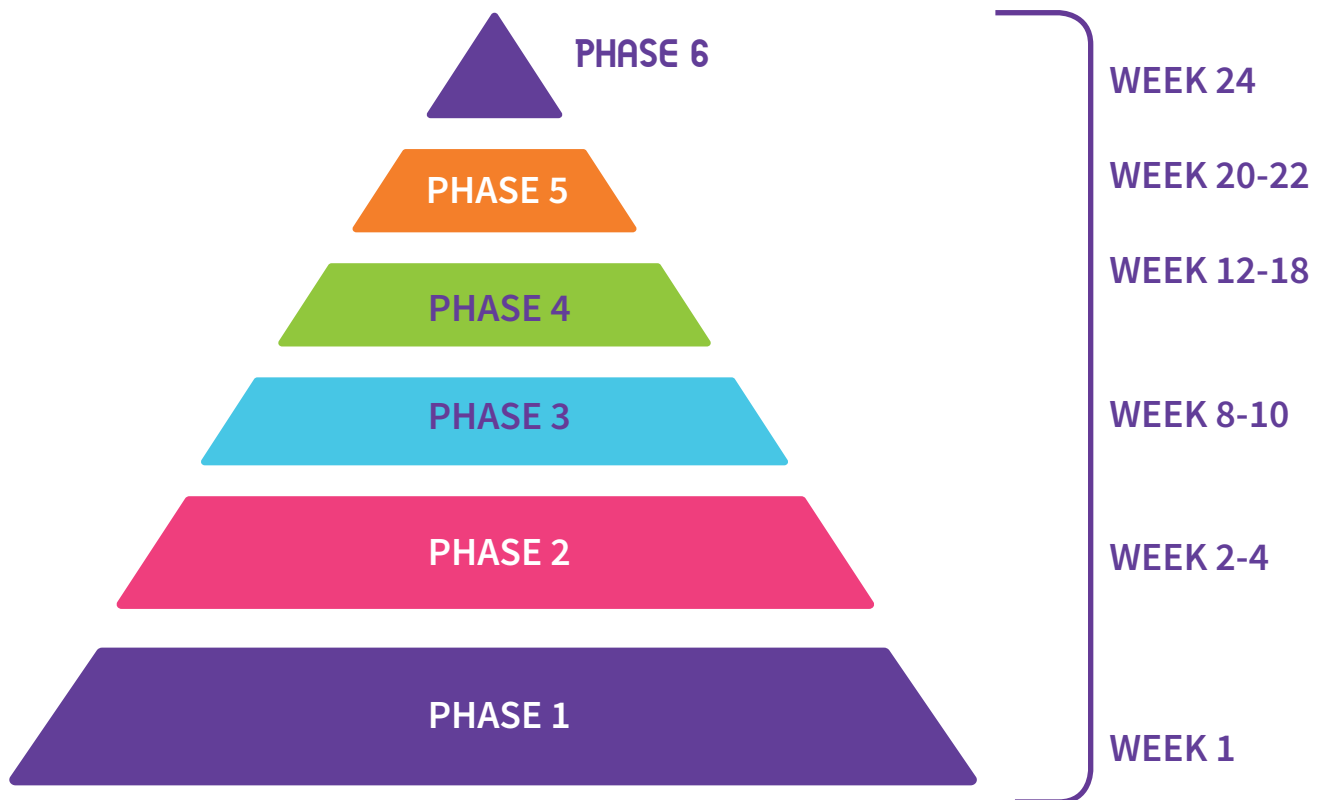 PHASE 6
WEEK 24
PHASE 5
WEEK 20-22
PHASE 4
WEEK 12-18
PHASE 3
WEEK 8-10
PHASE 2
WEEK 2-4
PHASE 1
WEEK 1